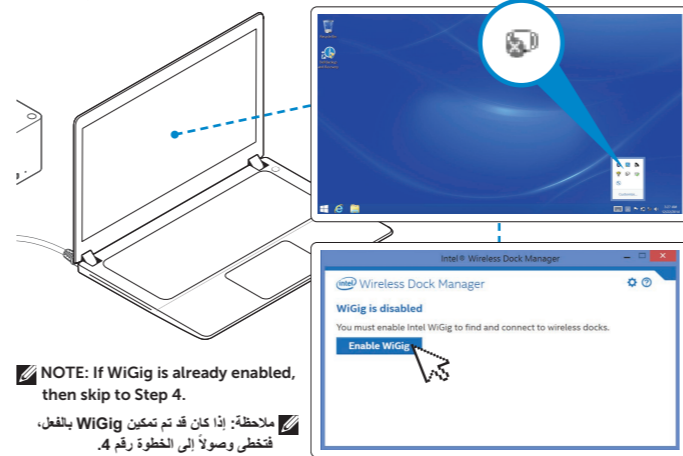 Intel® Wireless Dock Manager
intel Wireless Dock Manager
WiGig is disabled
You must enable Intel WiGig to find and connect to wireless docks.
Enable WiGig
NOTE: If WiGig is already enabled,
then skip to Step 4.
ملاحظة: إذا كان قد تم تمكين WiGig بالفعل،
فتخطى وصولاً إلى الخطوة رقم 4.